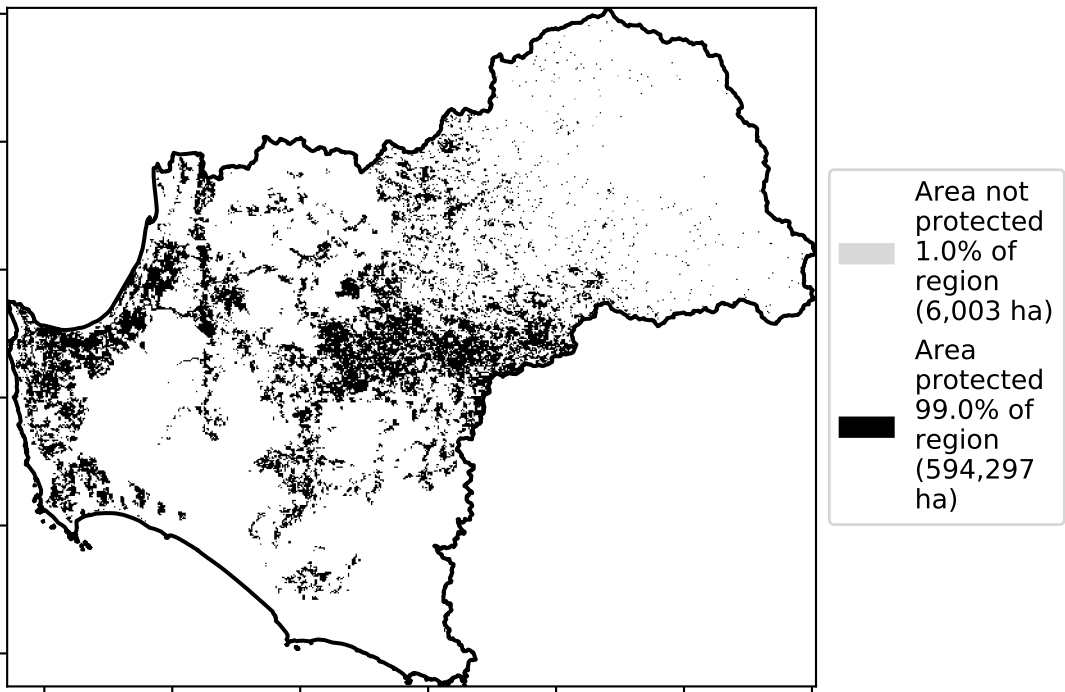 Area not
protected
1.0% of
region
(6,003 ha)
Area
protected
99.0% of
region
(594,297
ha)